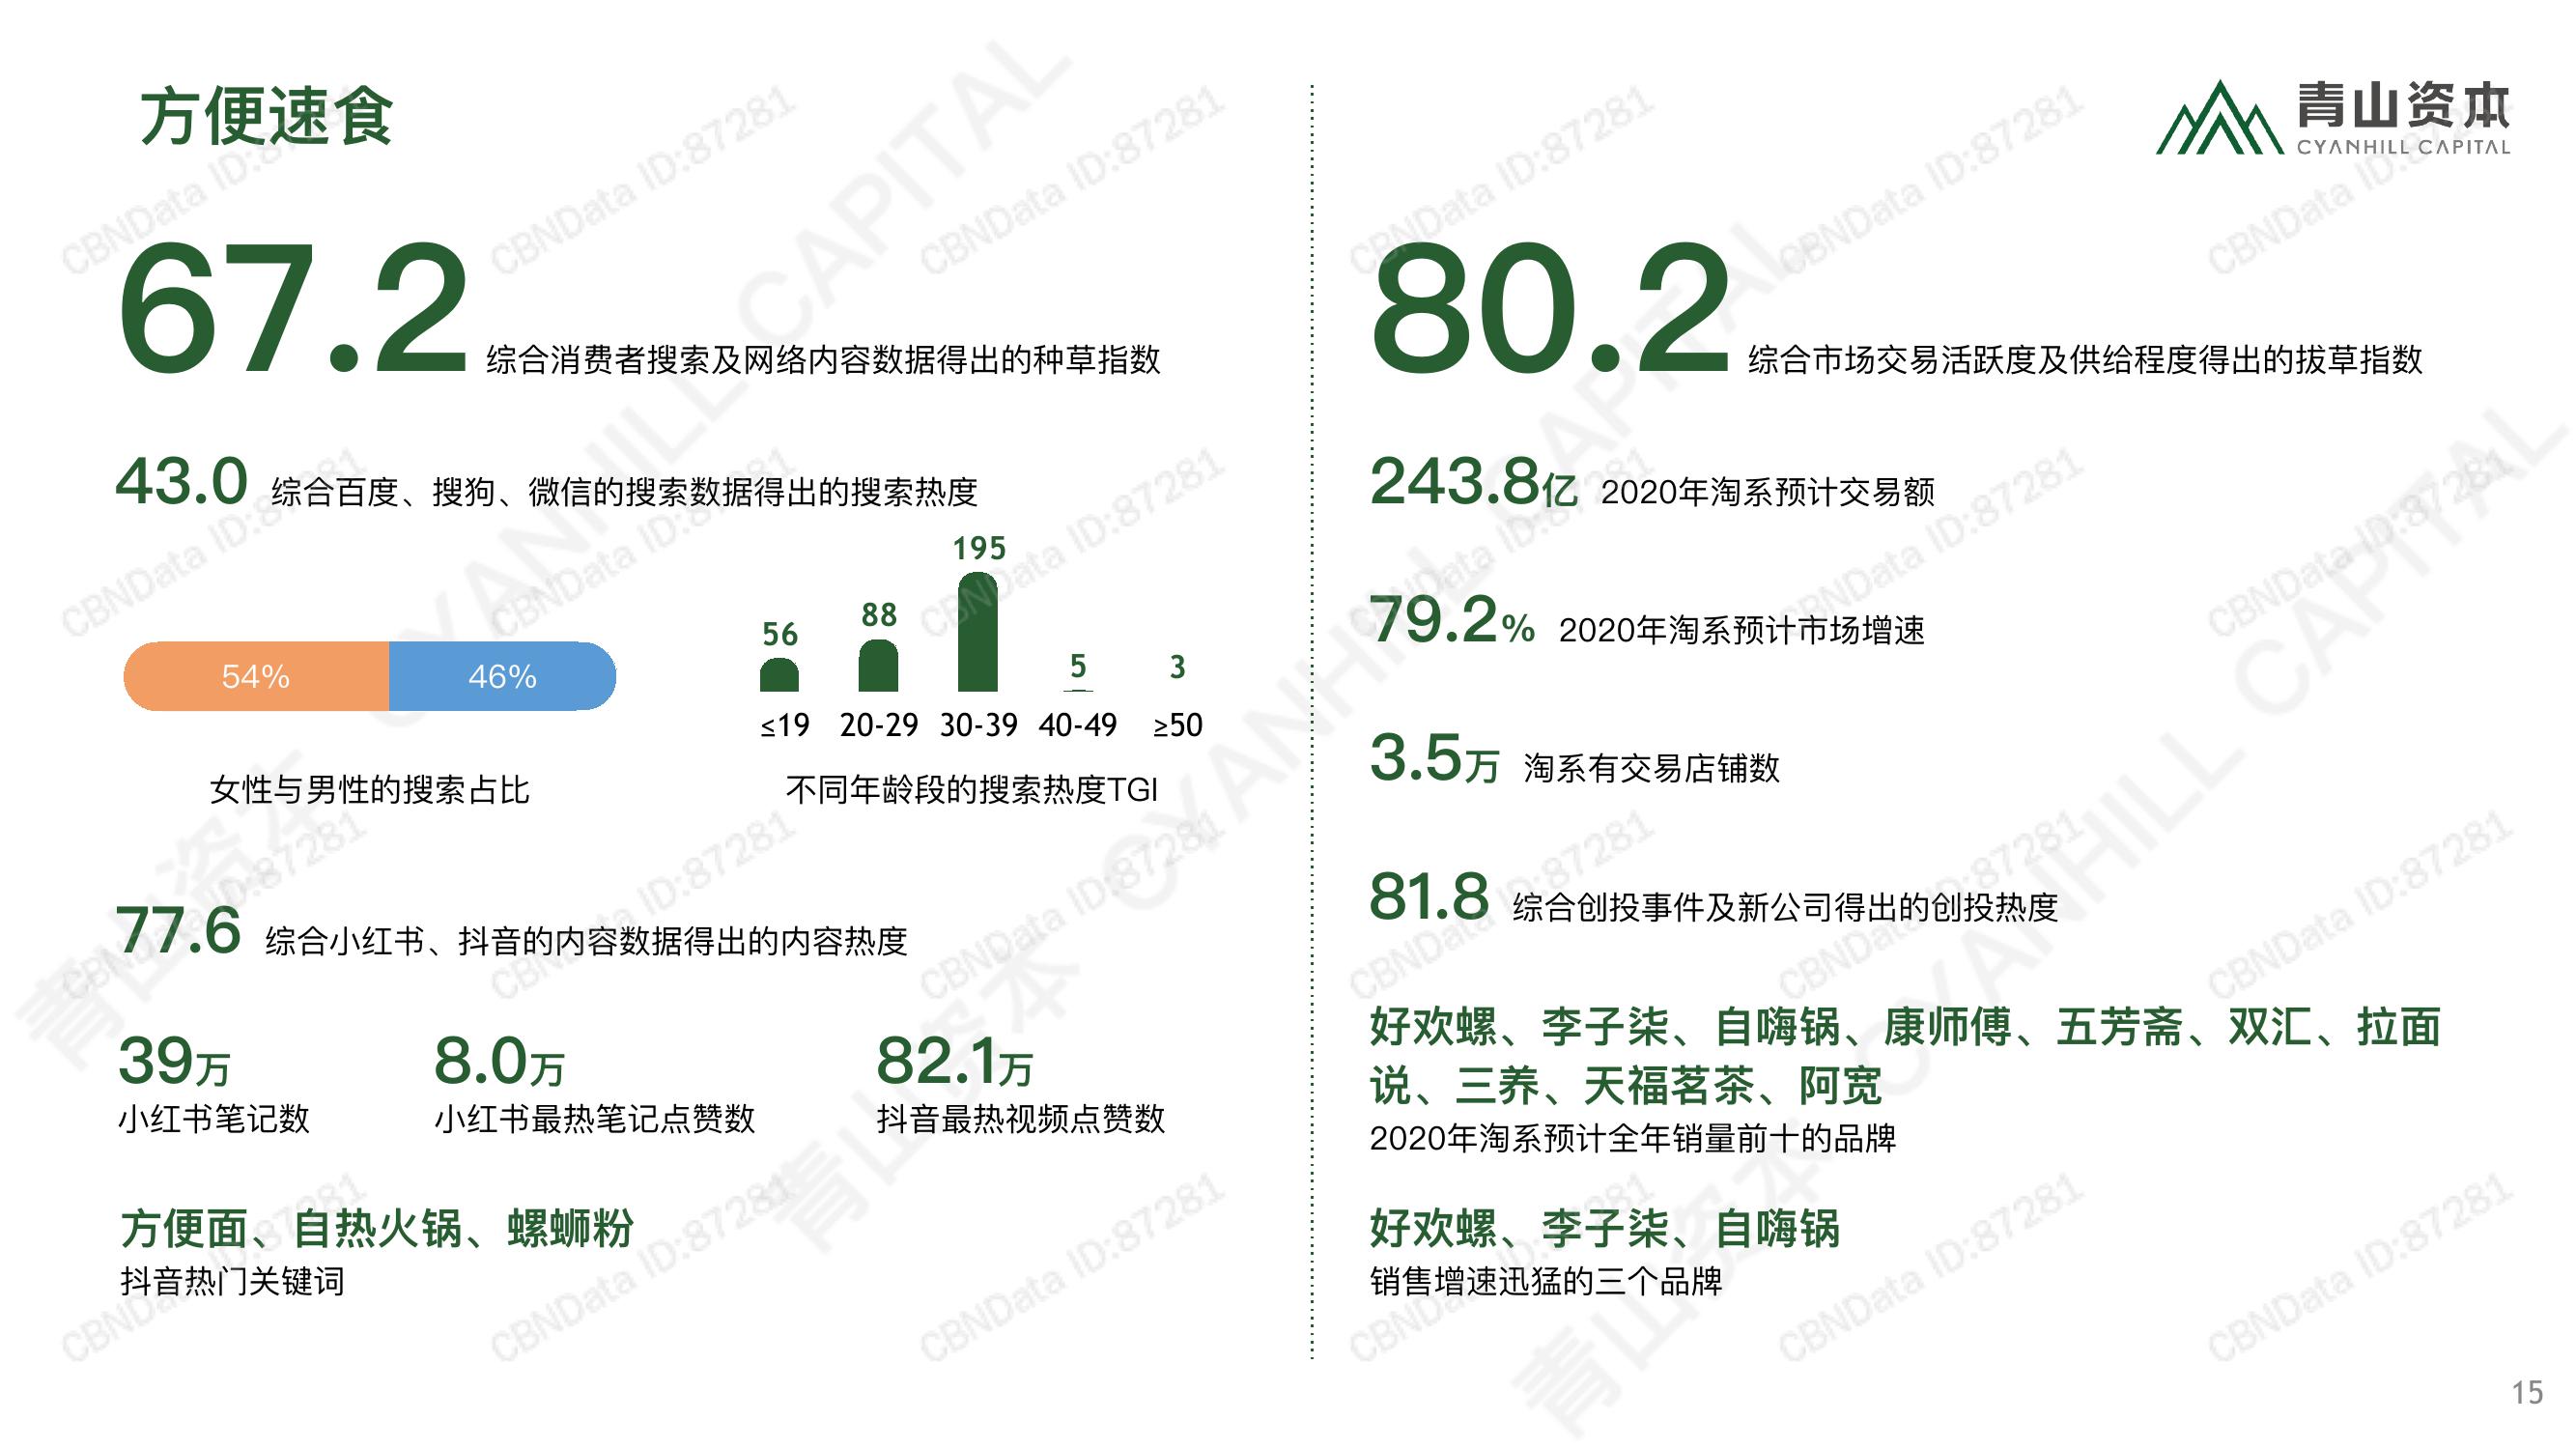 方便速食
青山资本
CYANHILL CAPITAL
67.2 综合消费者搜索及网络内容数据得出的种草指数
43.0 综合百度、搜狗、微信的搜索数据得出的搜索热度
54% 46%
女性与男性的搜索占比
56 88 195 5 3
≤19 20-29 30-39 40-49 ≥50
不同年龄段的搜索热度TGI
77.6 综合小红书、抖音的内容数据得出的内容热度
39万 8.0万 82.1万
小红书笔记数 小红书最热笔记点赞数 抖音最热视频点赞数
方便面、自热火锅、螺蛳粉
抖音热门关键词
80.2 综合市场交易活跃度及供给程度得出的拔草指数
243.8亿 2020年淘系预计交易额
79.2% 2020年淘系预计市场增速
3.5万 淘系有交易店铺数
81.8 综合创投事件及新公司得出的创投热度
好欢螺、李子柒、自嗨锅、康师傅、五芳斋、双汇、拉面
说、三养、天福茗茶、阿宽
2020年淘系预计全年销量前十的品牌
好欢螺、李子柒、自嗨锅
销售增速迅猛的三个品牌
15
CBNData ID:87281
青山资本 CYANHILL CAPITAL